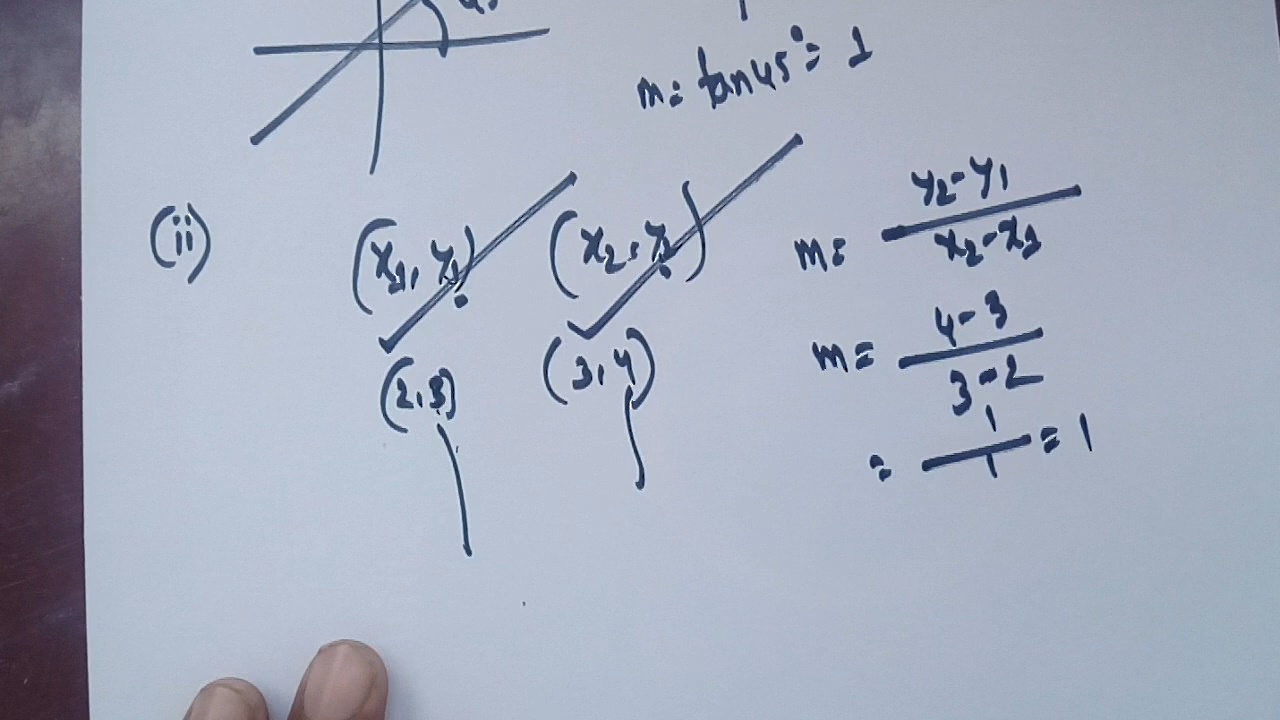 m = tan45° = 1
(ii)
(x1, y1) (x2, y2)
m = y2-y1 / x2-x1
(2,3) (3,4)
m = 4-3 / 3-2
= 1 / 1 = 1